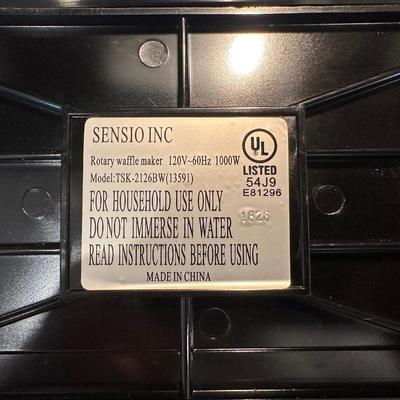 SENSIO INC
Rotary waffle maker 120V~60Hz 1000W
Model:TSK-2126BW(13591)
FOR HOUSEHOLD USE ONLY
DO NOT IMMERSE IN WATER
READ INSTRUCTIONS BEFORE USING
MADE IN CHINA
UL
LISTED
54J9
E81296
1626